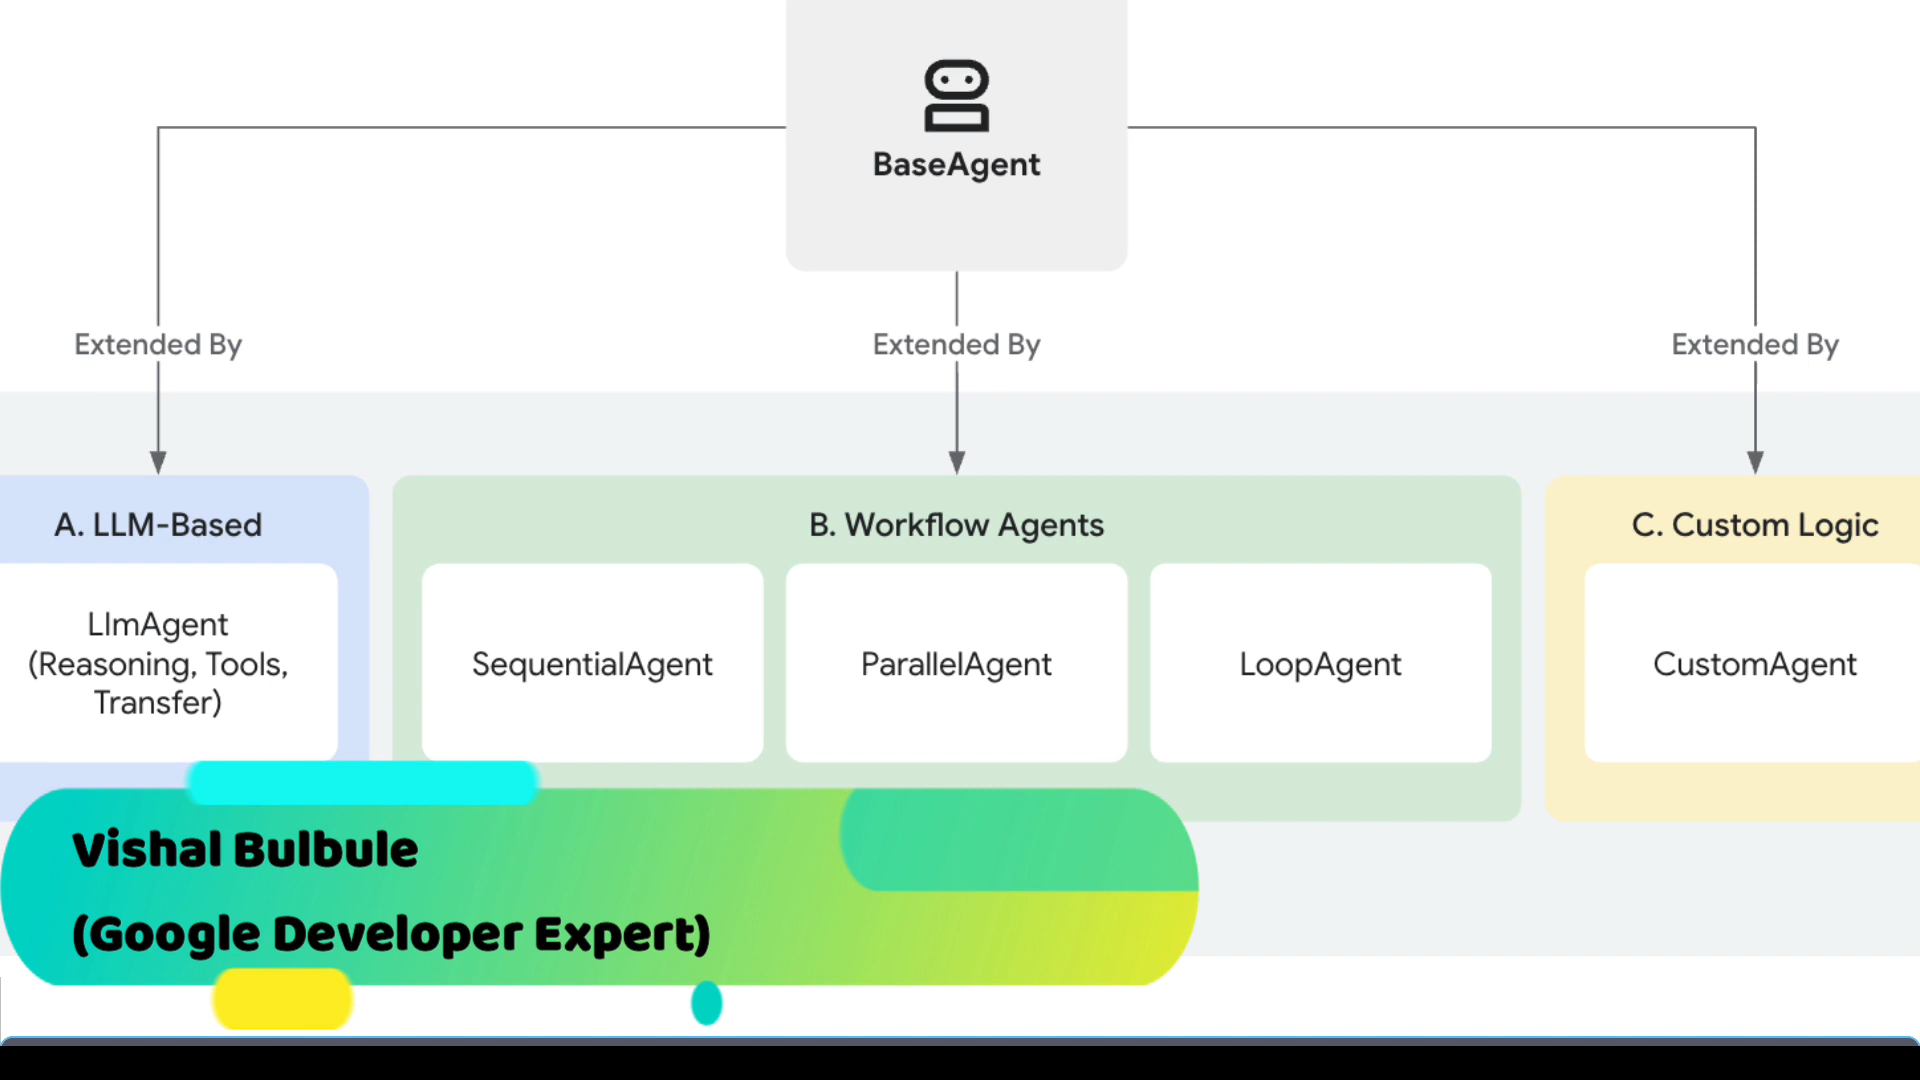 BaseAgent
Extended By
Extended By
Extended By
A. LLM-Based
LlmAgent
(Reasoning, Tools,
Transfer)
B. Workflow Agents
SequentialAgent
ParallelAgent
LoopAgent
C. Custom Logic
CustomAgent
Vishal Bulbule
(Google Developer Expert)